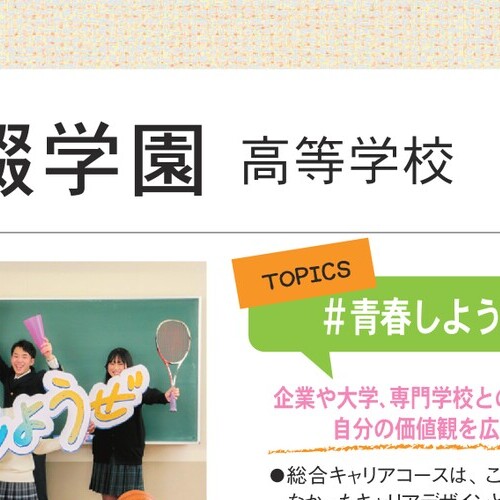 綴学園 高等学校
TOPICS
#青春しよう
企業や大学、専門学校との
自分の価値観を広
しようぜ
●総合キャリアコースは、こ